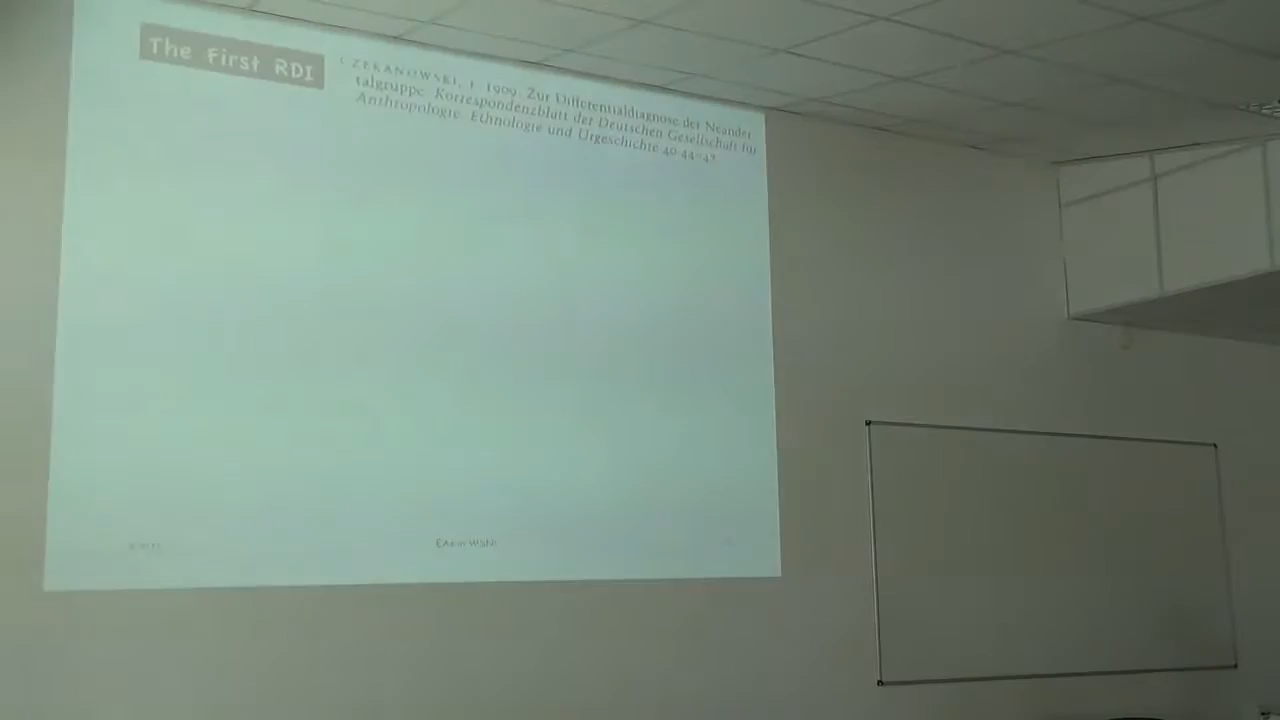 The First RDI
CZEKANOWSKI, J. 1909. Zur Differentialdiagnose der Neander
talgruppe. Korrespondenzblatt der Deutschen Gesellschaft für
Anthropologie, Ethnologie und Urgeschichte 40:44–47